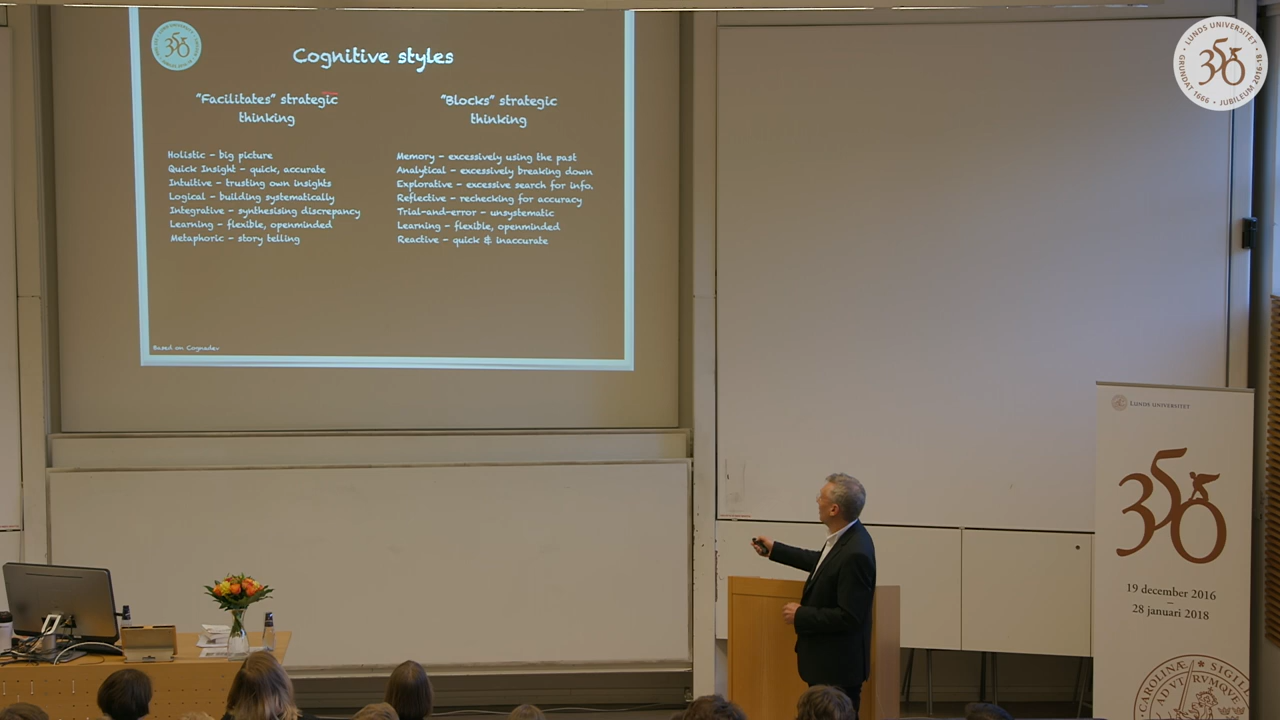 Cognitive styles
"Facilitates" strategic
thinking
Holistic - big picture
Quick Insight - quick, accurate
Intuitive - trusting own insights
Logical - building systematically
Integrative - synthesising discrepancy
Learning - flexible, openminded
Metaphoric - story telling
"Blocks" strategic
thinking
Memory - excessively using the past
Analytical - excessively breaking down
Explorative - excessive search for info.
Reflective - rechecking for accuracy
Trial-and-error - unsystematic
Learning - flexible, openminded
Reactive - quick & inaccurate
Based on Cognadev
LUNDS UNIVERSITET
350
GRUNDAT 1666 • JUBILEUM 2016-18
LUNDS UNIVERSITET
350
19 december 2016
–
28 januari 2018
CAROLINÆ SIGILL
AD VTRVMQVE